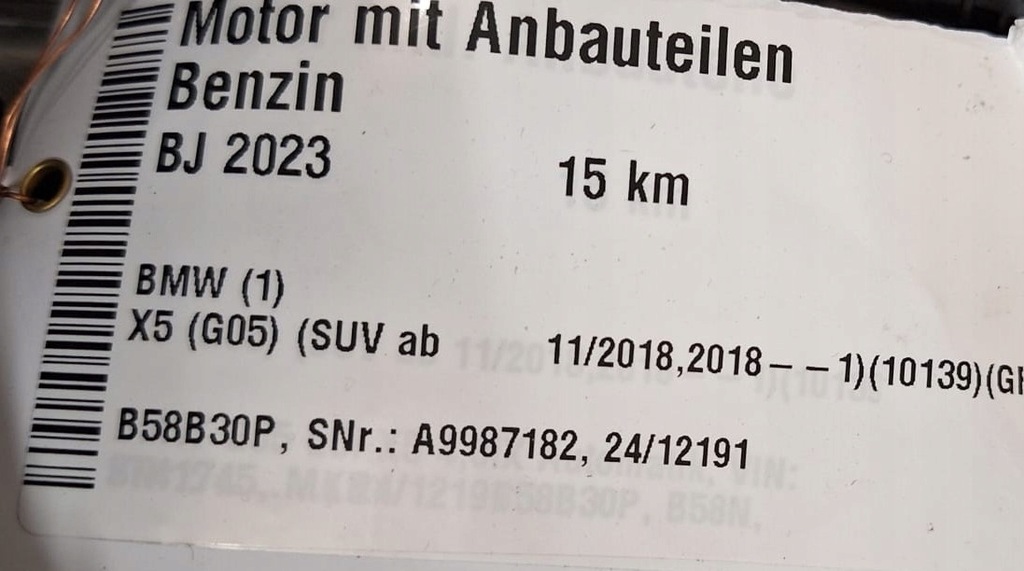 Motor mit Anbauteilen
Benzin
BJ 2023 15 km
BMW (1)
X5 (G05) (SUV ab 11/2018,2018 – – 1)(10139)(G
B58B30P, SNr.: A9987182, 24/12191